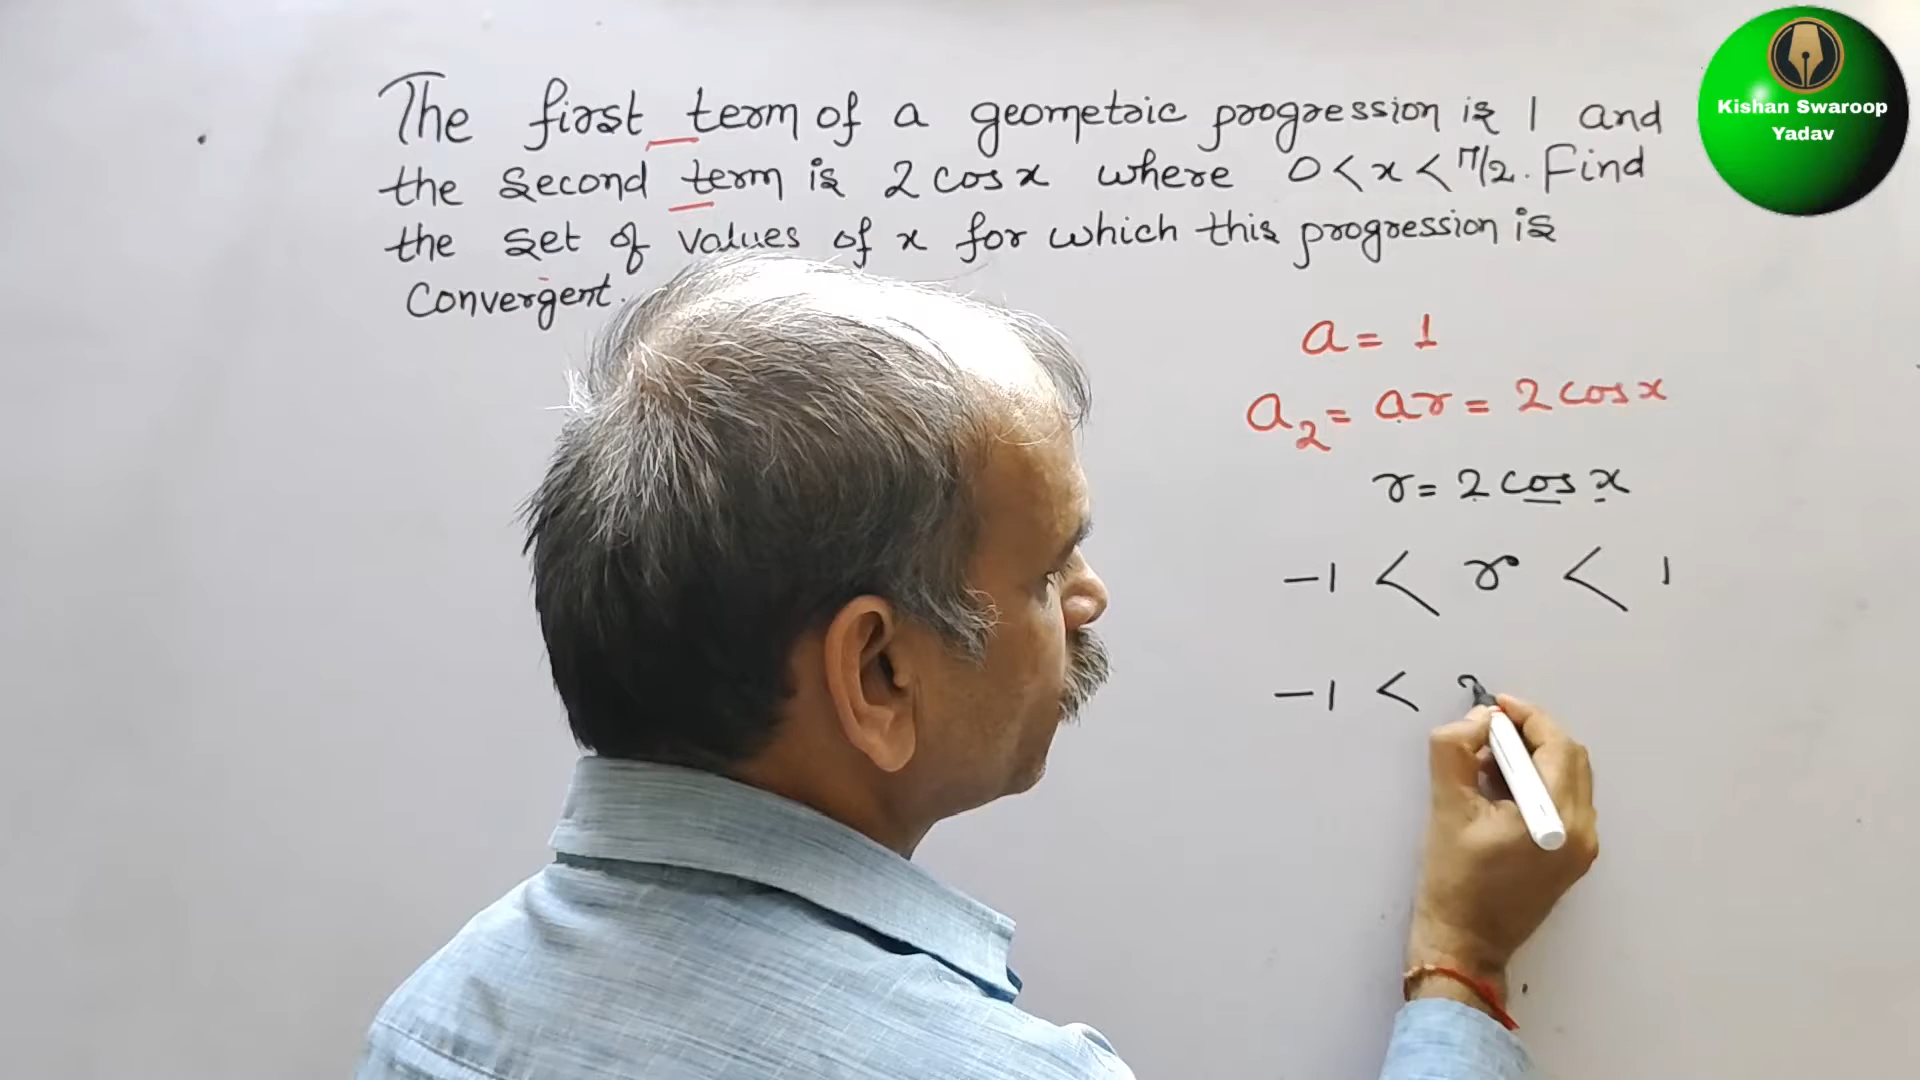 The first term of a geometric progression is 1 and
the second term is 2 cos x where 0 < x < π/2. Find
the set of values of x for which this progression is
Convergent.
a = 1
a₂ = ar = 2 cos x
r = 2 cos x
-1 < r < 1
-1 < 2
Kishan Swaroop
Yadav